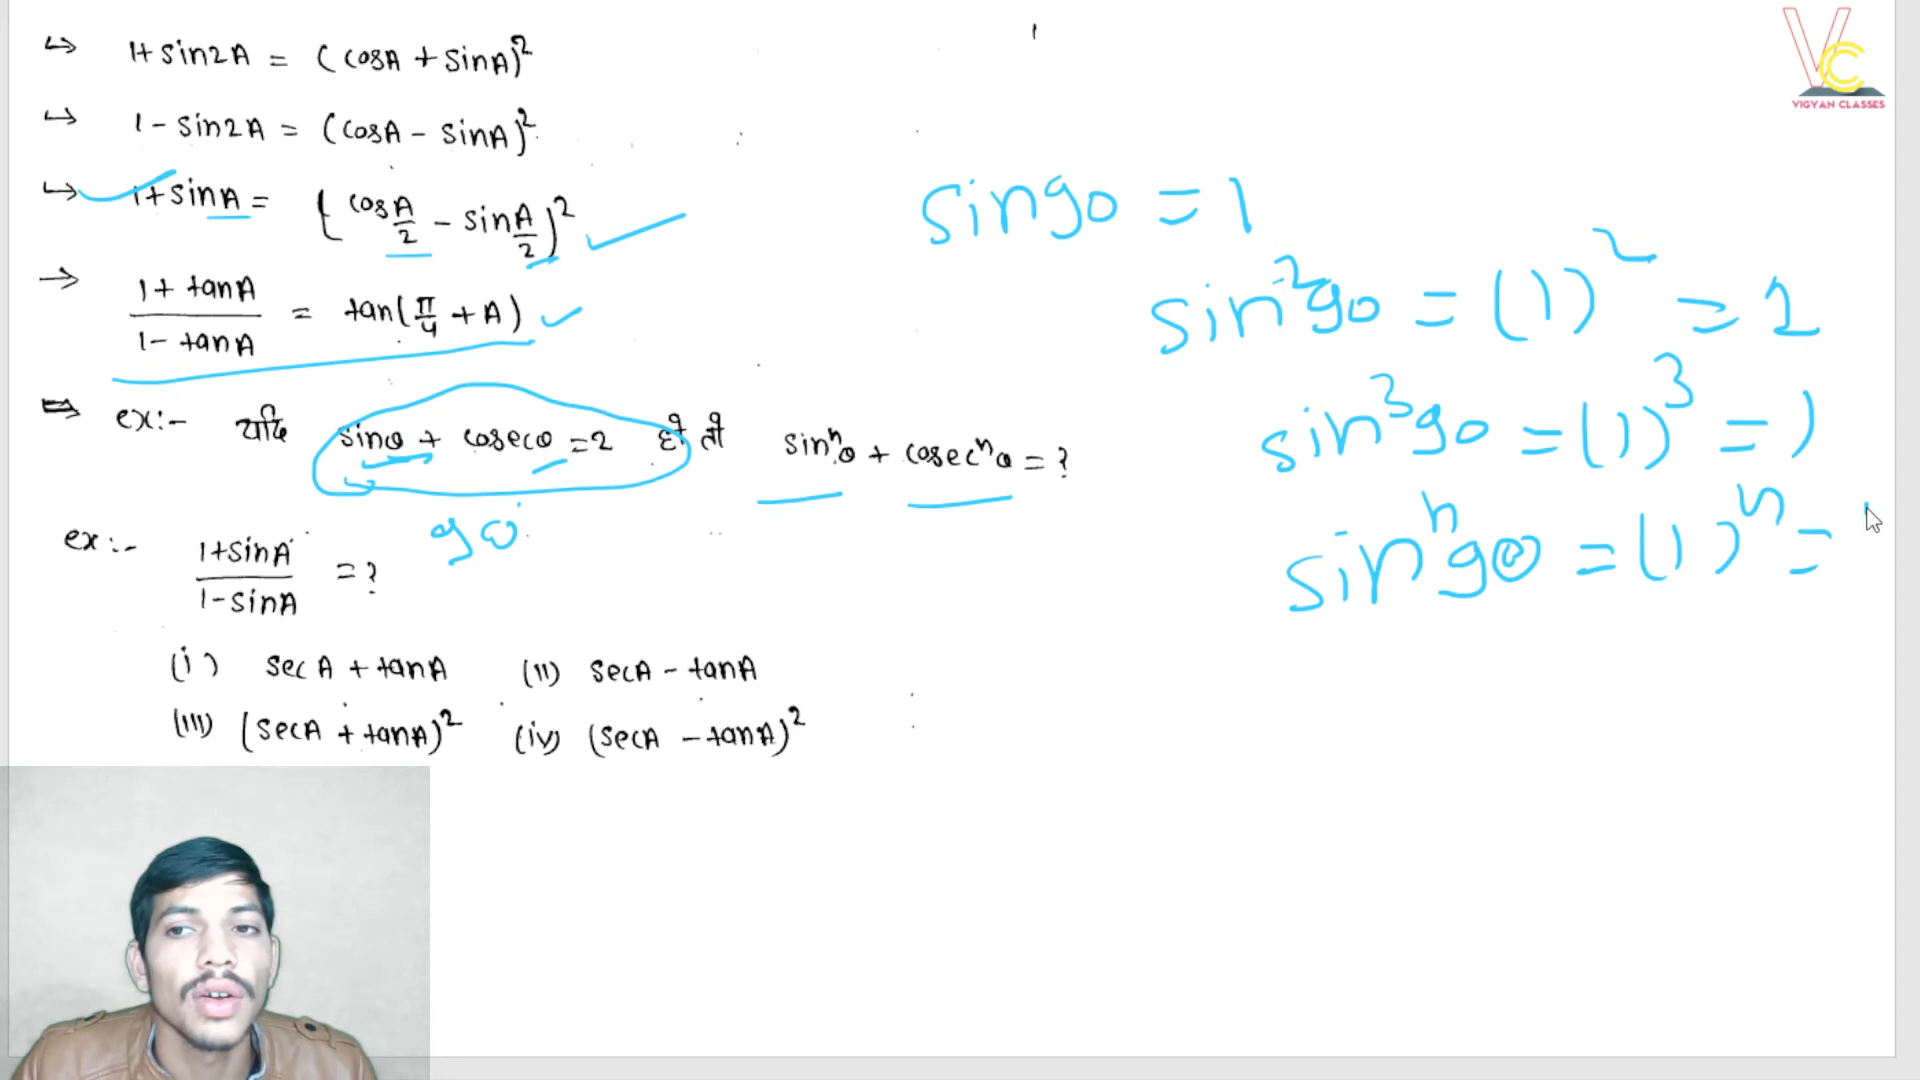 ↪ 1+sin2A = (cosA + sinA)²
↪ 1 - sin2A = (cosA - sinA)²
↪ 1+sinA = {cos A/2 - sin A/2)²
→ 1+tanA / 1-tanA = tan(π/4 + A)
⇒ ex:- यदि sinθ + cosecθ = 2 हो तो sinⁿθ + cosecⁿθ = ?
90°
ex:- 1+sinA / 1-sinA = ?
(i) secA + tanA (ii) secA - tanA
(iii) (secA + tanA)² (iv) (secA - tanA)²
sin90 = 1
sin²90 = (1)² = 1
sin³90 = (1)³ = 1
sinⁿ90 = (1)ⁿ =
VC
VIGYAN CLASSES